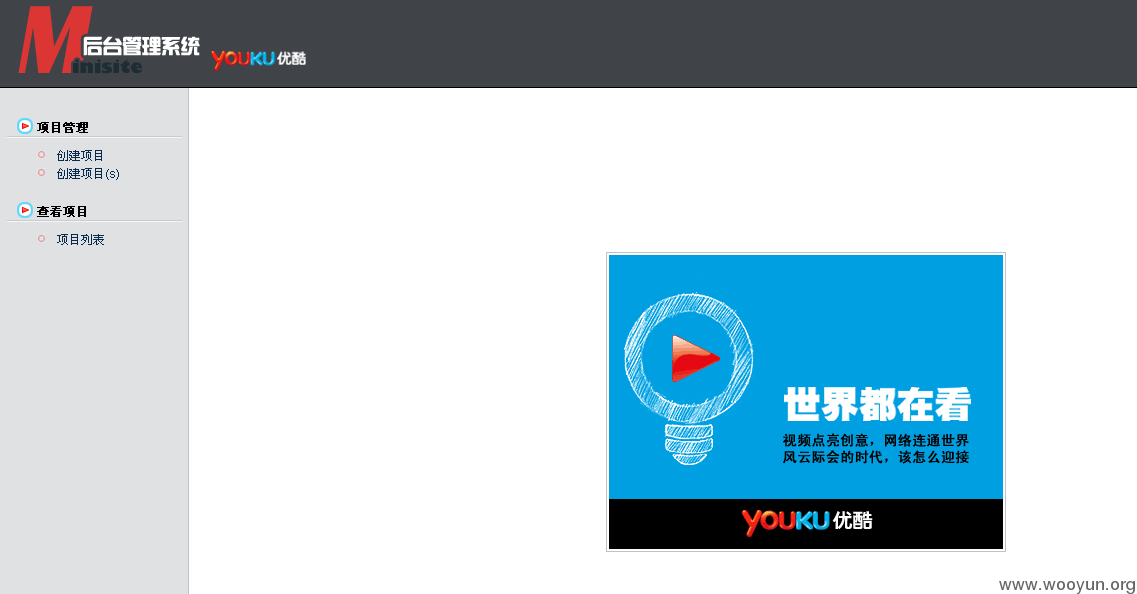 Minisite 后台管理系统 YOUKU 优酷
项目管理
创建项目
创建项目(s)
查看项目
项目列表
世界都在看
视频点亮创意，网络连通世界
风云际会的时代，该怎么迎接
YOUKU 优酷
www.wooyun.org